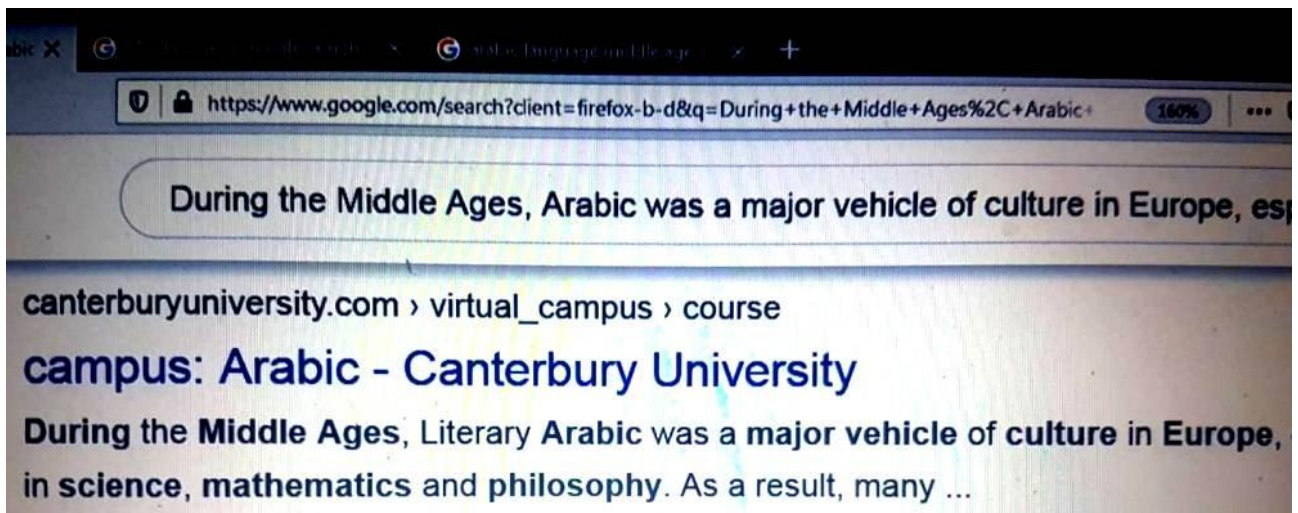 abic
https://www.google.com/search?client=firefox-b-d&q=During+the+Middle+Ages%2C+Arabic+ 160%
During the Middle Ages, Arabic was a major vehicle of culture in Europe, esp
canterburyuniversity.com › virtual_campus › course
campus: Arabic - Canterbury University
During the Middle Ages, Literary Arabic was a major vehicle of culture in Europe,
in science, mathematics and philosophy. As a result, many ...